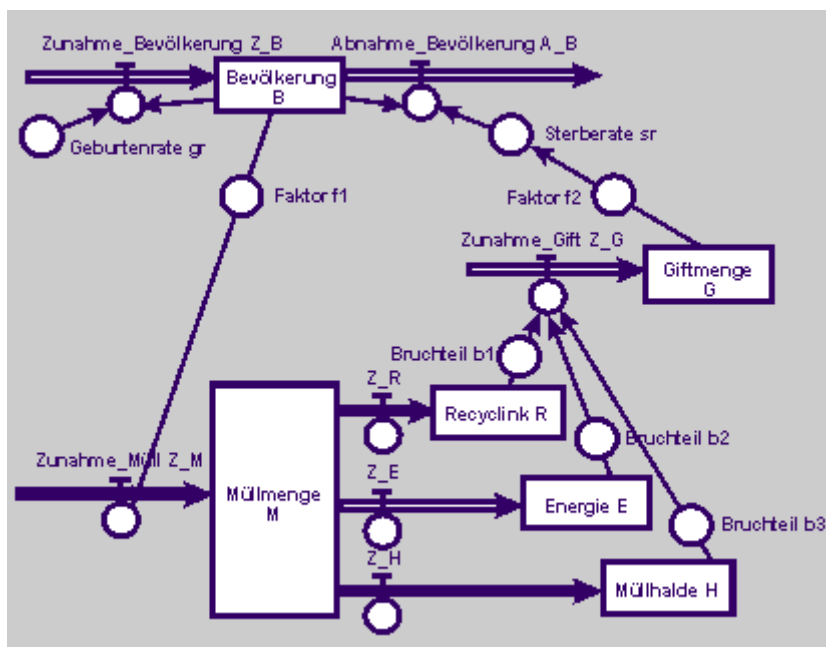 Zunahme_Bevölkerung Z_B
Abnahme_Bevölkerung A_B
Bevölkerung
B
Geburtenrate gr
Sterberate sr
Faktor f1
Faktor f2
Zunahme_Gift Z_G
Giftmenge
G
Bruchteil b1
Z_R
Recyclink R
Bruchteil b2
Zunahme_Müll Z_M
Z_E
Müllmenge
M
Energie E
Bruchteil b3
Z_H
Müllhalde H